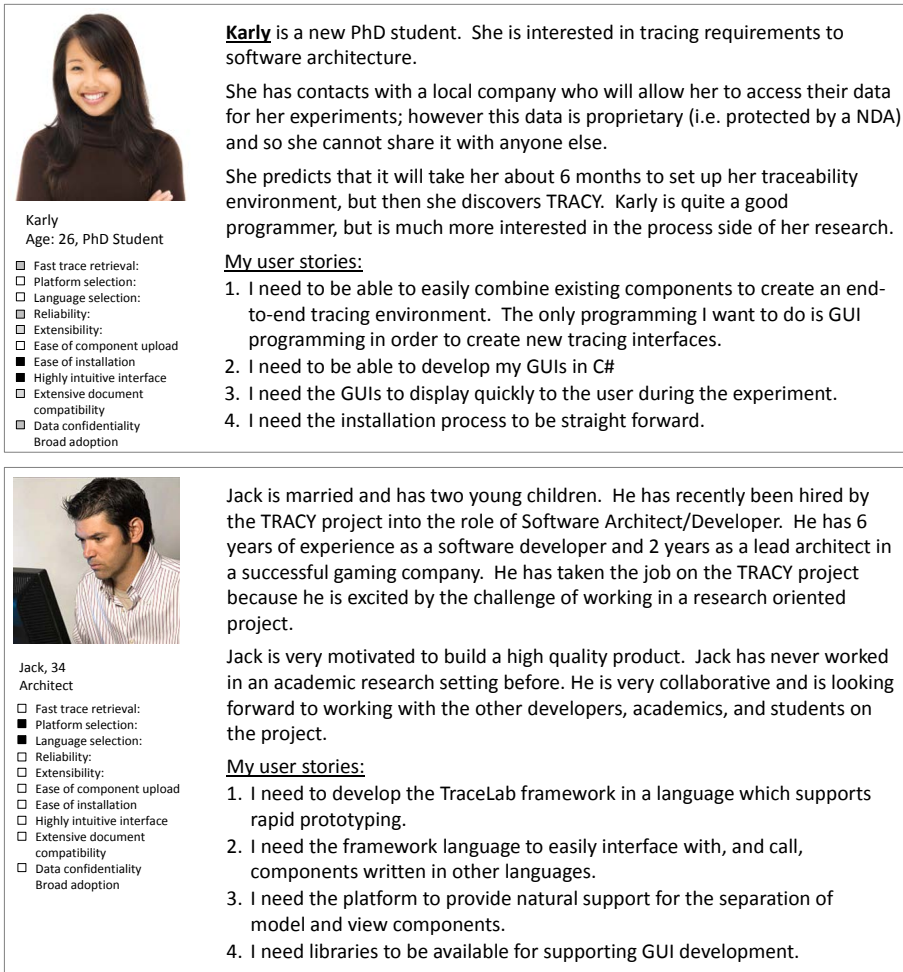 Karly is a new PhD student. She is interested in tracing requirements to
software architecture.
She has contacts with a local company who will allow her to access their data
for her experiments; however this data is proprietary (i.e. protected by a NDA)
and so she cannot share it with anyone else.
She predicts that it will take her about 6 months to set up her traceability
environment, but then she discovers TRACY. Karly is quite a good
programmer, but is much more interested in the process side of her research.
My user stories:
1. I need to be able to easily combine existing components to create an end-
to-end tracing environment. The only programming I want to do is GUI
programming in order to create new tracing interfaces.
2. I need to be able to develop my GUIs in C#
3. I need the GUIs to display quickly to the user during the experiment.
4. I need the installation process to be straight forward.
Karly
Age: 26, PhD Student
Fast trace retrieval:
Platform selection:
Language selection:
Reliability:
Extensibility:
Ease of component upload
Ease of installation
Highly intuitive interface
Extensive document
compatibility
Data confidentiality
Broad adoption
Jack is married and has two young children. He has recently been hired by
the TRACY project into the role of Software Architect/Developer. He has 6
years of experience as a software developer and 2 years as a lead architect in
a successful gaming company. He has taken the job on the TRACY project
because he is excited by the challenge of working in a research oriented
project.
Jack is very motivated to build a high quality product. Jack has never worked
in an academic research setting before. He is very collaborative and is looking
forward to working with the other developers, academics, and students on
the project.
My user stories:
1. I need to develop the TraceLab framework in a language which supports
rapid prototyping.
2. I need the framework language to easily interface with, and call,
components written in other languages.
3. I need the platform to provide natural support for the separation of
model and view components.
4. I need libraries to be available for supporting GUI development.
Jack, 34
Architect
Fast trace retrieval:
Platform selection:
Language selection:
Reliability:
Extensibility:
Ease of component upload
Ease of installation
Highly intuitive interface
Extensive document
compatibility
Data confidentiality
Broad adoption